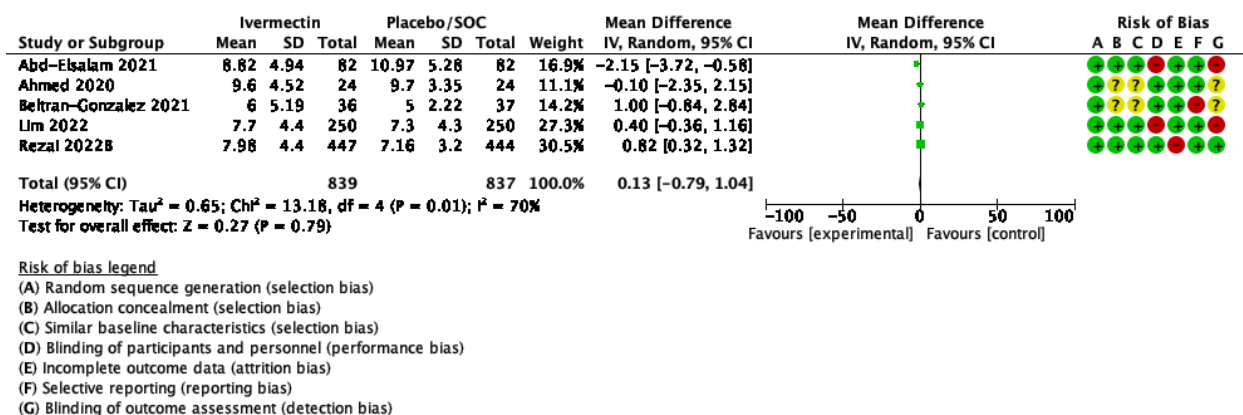 Ivermectin Placebo/SOC Mean Difference Mean Difference Risk of Bias
Study or Subgroup Mean SD Total Mean SD Total Weight IV, Random, 95% CI IV, Random, 95% CI A B C D E F G
Abd-Elsalam 2021 8.82 4.94 82 10.97 5.28 82 16.9% -2.15 [-3.72, -0.58] + + + - + + -
Ahmed 2020 9.6 4.52 24 9.7 3.35 24 11.1% -0.10 [-2.35, 2.15] + ? ? + + + ?
Beltran-Gonzalez 2021 6 5.19 36 5 2.22 37 14.2% 1.00 [-0.84, 2.84] + ? ? + + - ?
Lim 2022 7.7 4.4 250 7.3 4.3 250 27.3% 0.40 [-0.36, 1.16] + + + - + + -
Rezai 2022B 7.98 4.4 447 7.16 3.2 444 30.5% 0.82 [0.32, 1.32] + + + + - + +
Total (95% CI) 839 837 100.0% 0.13 [-0.79, 1.04]
Heterogeneity: Tau² = 0.65; Chi² = 13.18, df = 4 (P = 0.01); I² = 70%
Test for overall effect: Z = 0.27 (P = 0.79)
-100 -50 0 50 100
Favours [experimental] Favours [control]
Risk of bias legend
(A) Random sequence generation (selection bias)
(B) Allocation concealment (selection bias)
(C) Similar baseline characteristics (selection bias)
(D) Blinding of participants and personnel (performance bias)
(E) Incomplete outcome data (attrition bias)
(F) Selective reporting (reporting bias)
(G) Blinding of outcome assessment (detection bias)